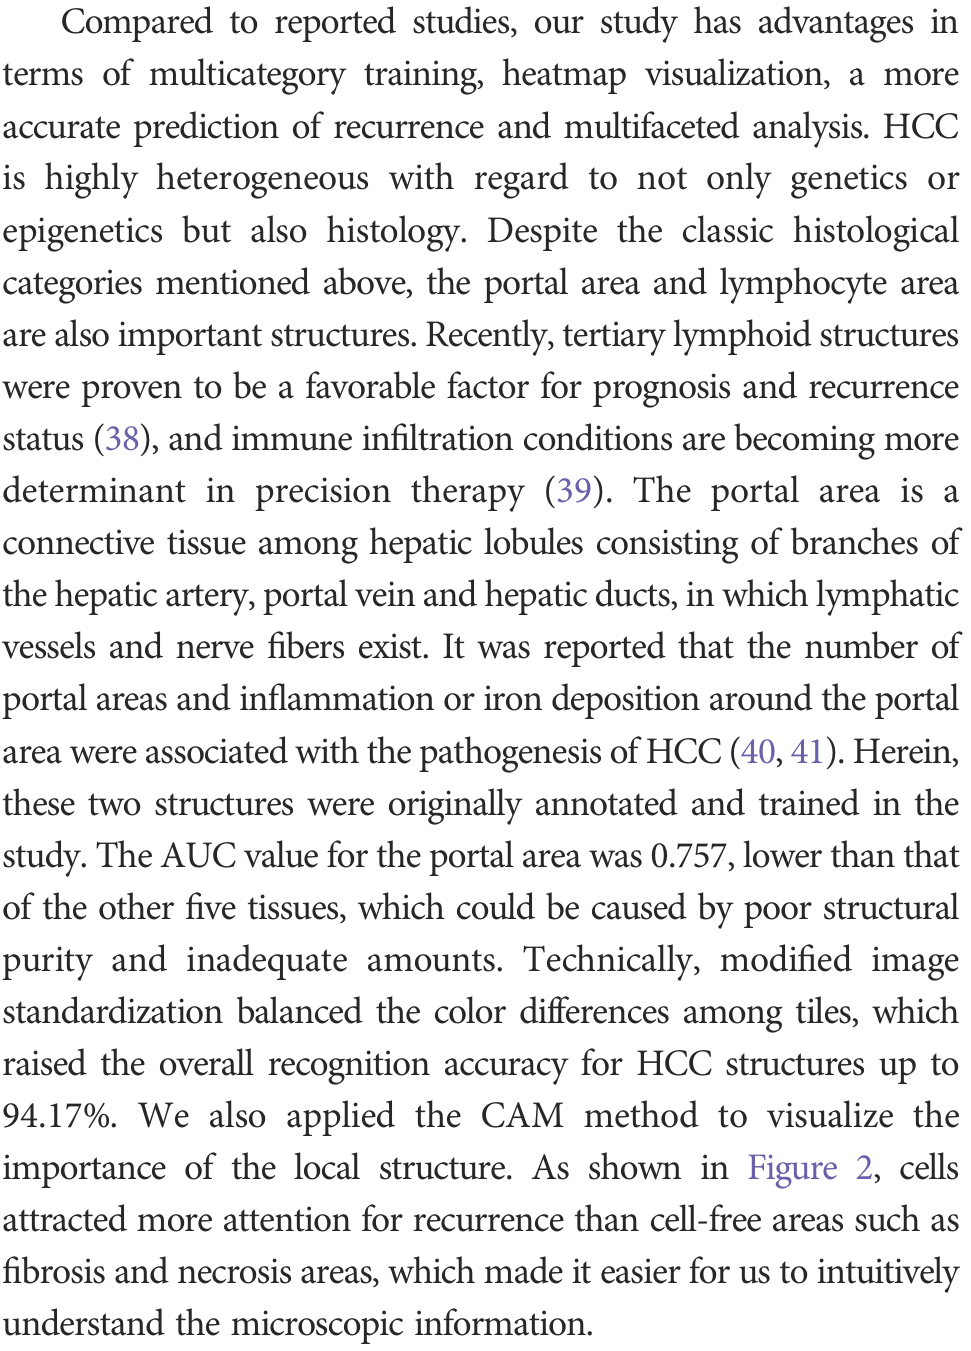 Compared to reported studies, our study has advantages in
terms of multicategory training, heatmap visualization, a more
accurate prediction of recurrence and multifaceted analysis. HCC
is highly heterogeneous with regard to not only genetics or
epigenetics but also histology. Despite the classic histological
categories mentioned above, the portal area and lymphocyte area
are also important structures. Recently, tertiary lymphoid structures
were proven to be a favorable factor for prognosis and recurrence
status (38), and immune infiltration conditions are becoming more
determinant in precision therapy (39). The portal area is a
connective tissue among hepatic lobules consisting of branches of
the hepatic artery, portal vein and hepatic ducts, in which lymphatic
vessels and nerve fibers exist. It was reported that the number of
portal areas and inflammation or iron deposition around the portal
area were associated with the pathogenesis of HCC (40, 41). Herein,
these two structures were originally annotated and trained in the
study. The AUC value for the portal area was 0.757, lower than that
of the other five tissues, which could be caused by poor structural
purity and inadequate amounts. Technically, modified image
standardization balanced the color differences among tiles, which
raised the overall recognition accuracy for HCC structures up to
94.17%. We also applied the CAM method to visualize the
importance of the local structure. As shown in Figure 2, cells
attracted more attention for recurrence than cell-free areas such as
fibrosis and necrosis areas, which made it easier for us to intuitively
understand the microscopic information.